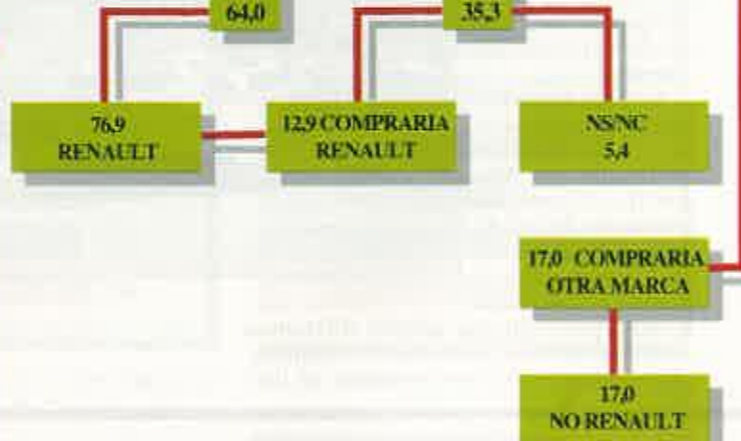 64,0
35,3
76,9
RENAULT
12,9 COMPRARIA
RENAULT
NS/NC
5,4
17,0 COMPRARIA
OTRA MARCA
17,0
NO RENAULT